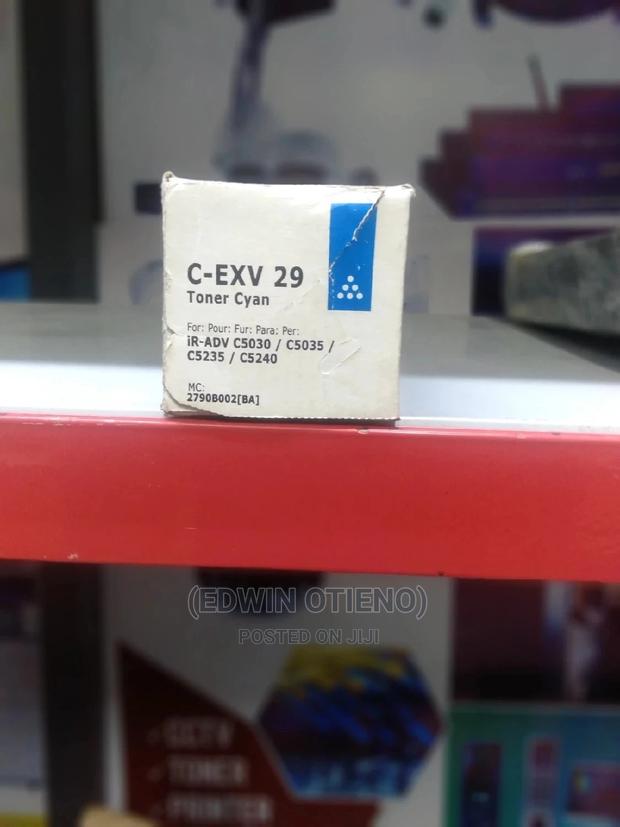 C-EXV 29
Toner Cyan
For: Pour: Fur: Para: Per:
iR-ADV C5030 / C5035 /
C5235 / C5240
MC:
2790B002[BA]
(EDWIN OTIENO)
POSTED ON JIJI
CCTV
TONER
PRINTER